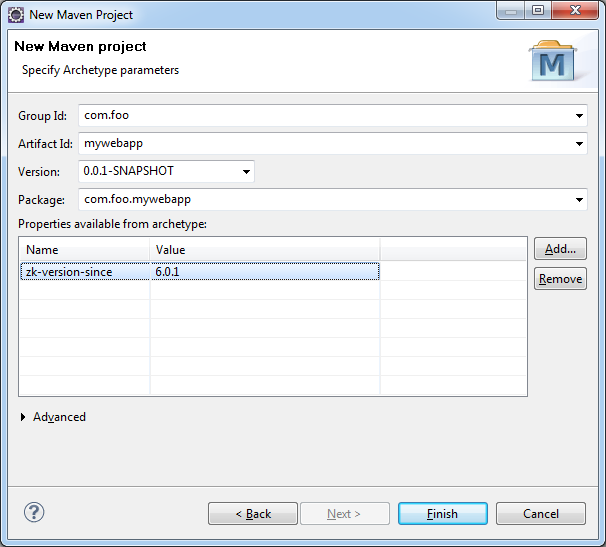 New Maven Project
New Maven project
Specify Archetype parameters
M
Group Id: com.foo
Artifact Id: mywebapp
Version: 0.0.1-SNAPSHOT
Package: com.foo.mywebapp
Properties available from archetype:
Name Value Add...
zk-version-since 6.0.1 Remove
Advanced
? < Back Next > Finish Cancel